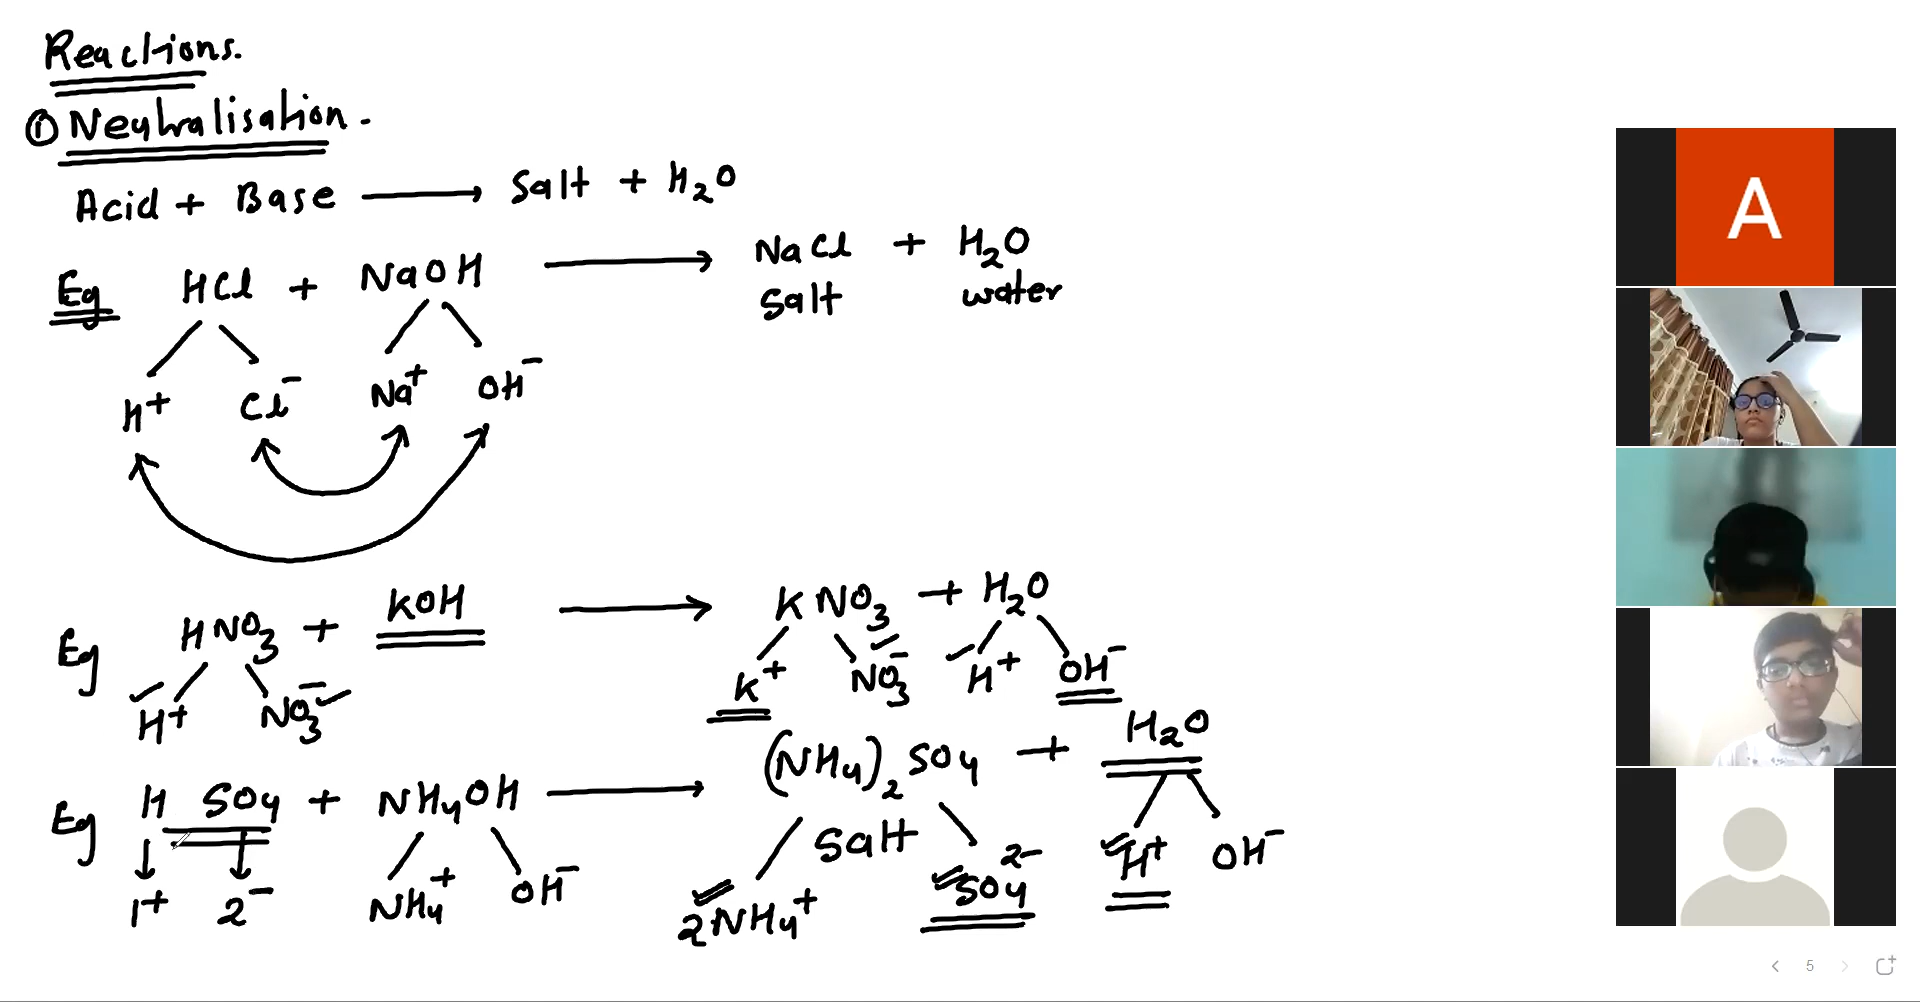 Reactions.
① Neutralisation.
Acid + Base ⟶ Salt + H₂O
Eg HCl + NaOH ⟶ NaCl + H₂O
Salt water
H⁺ Cl⁻ Na⁺ OH⁻
Eg HNO₃ + KOH ⟶ KNO₃ + H₂O
H⁺ NO₃⁻ K⁺ NO₃⁻ H⁺ OH⁻
Eg H SO₄ + NH₄OH ⟶ (NH₄)₂SO₄ + H₂O
Salt
1⁺ 2⁻ NH₄⁺ OH⁻ 2NH₄⁺ SO₄²⁻ H⁺ OH⁻
A
5